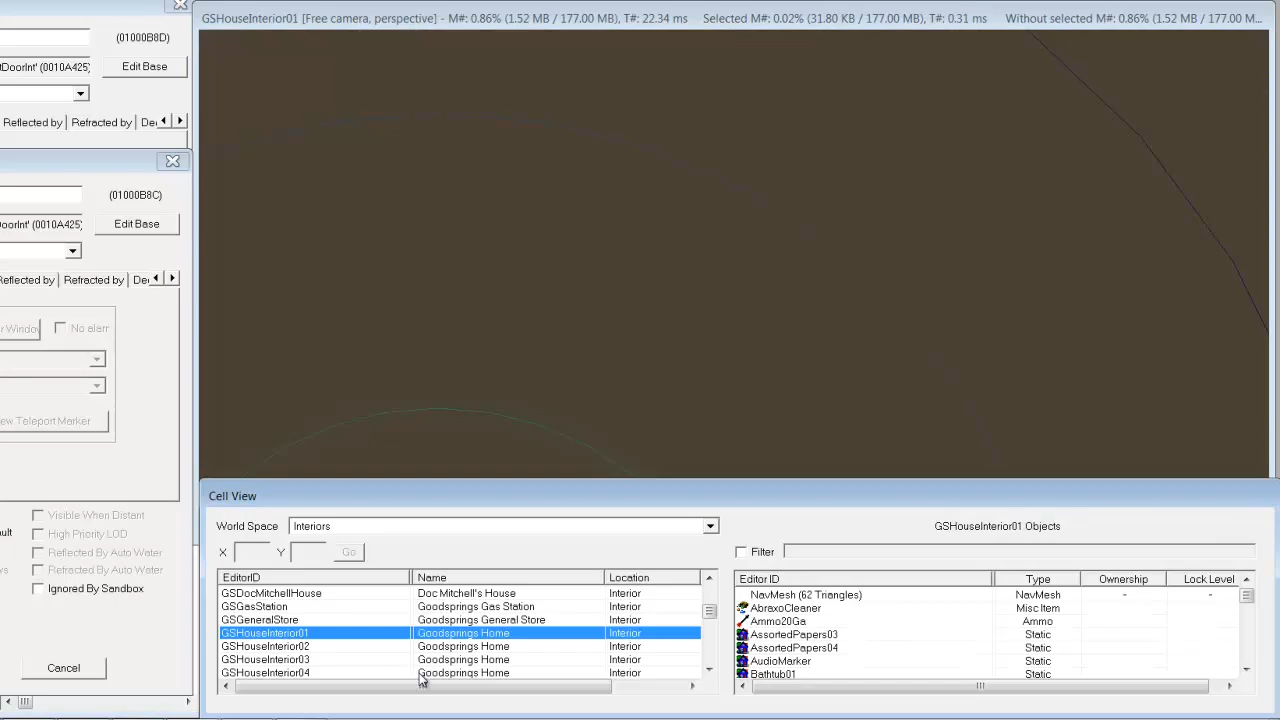 GSHouseInterior01 [Free camera, perspective] - M#: 0.86% (1.52 MB / 177.00 MB), T#: 22.34 ms Selected M#: 0.02% (31.80 KB / 177.00 MB), T#: 0.31 ms Without selected M#: 0.86% (1.52 MB / 177.00 M...
(01000B8D)
DoorInt' (0010A425)
Edit Base
Reflected by Refracted by De
(01000B8C)
DoorInt' (0010A425)
Edit Base
Reflected by Refracted by De
No alarr
ew Teleport Marker
Visible When Distant
High Priority LOD
Reflected By Auto Water
Refracted By Auto Water
Ignored By Sandbox
Cancel
Cell View
World Space Interiors
X Y Go
EditorID Name Location
GSDocMitchellHouse Doc Mitchell's House Interior
GSGasStation Goodsprings Gas Station Interior
GSGeneralStore Goodsprings General Store Interior
GSHouseInterior01 Goodsprings Home Interior
GSHouseInterior02 Goodsprings Home Interior
GSHouseInterior03 Goodsprings Home Interior
GSHouseInterior04 Goodsprings Home Interior
GSHouseInterior01 Objects
Filter
Editor ID Type Ownership Lock Level
NavMesh (62 Triangles) NavMesh - -
AbraxoCleaner Misc Item
Ammo20Ga Ammo
AssortedPapers03 Static
AssortedPapers04 Static
AudioMarker Static
Bathtub01 Static